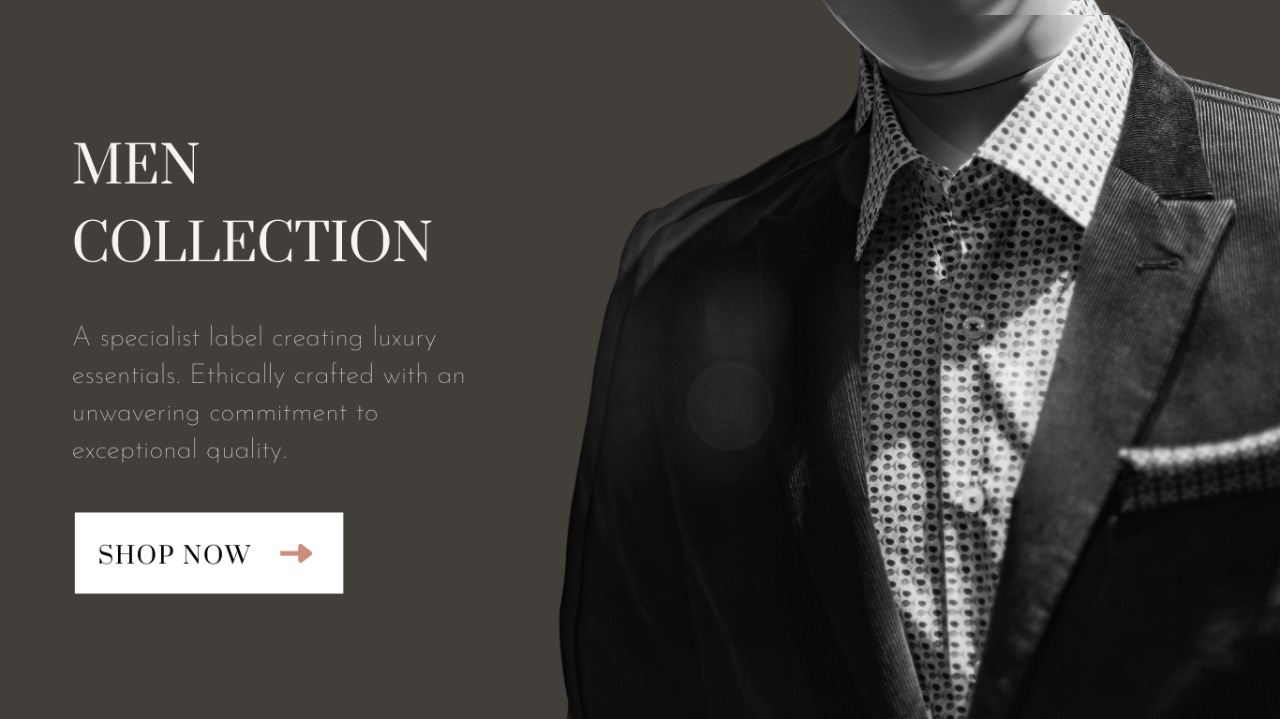 MEN
COLLECTION
A specialist label creating luxury
essentials. Ethically crafted with an
unwavering commitment to
exceptional quality.
SHOP NOW